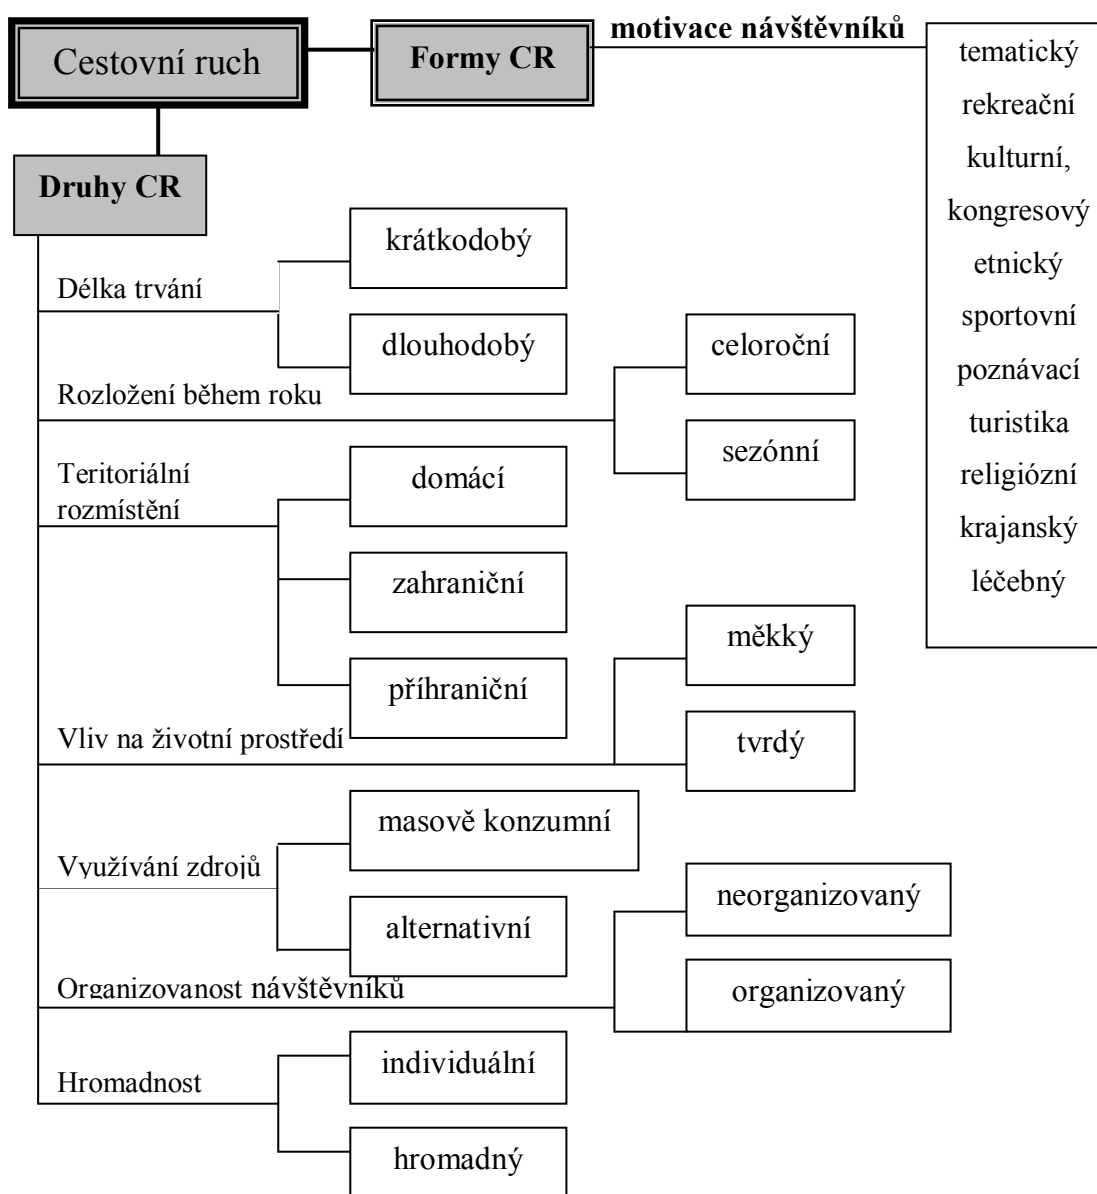 Cestovní ruch
Formy CR
motivace návštěvníků
tematický
rekreační
kulturní,
kongresový
etnický
sportovní
poznávací
turistika
religiózní
krajanský
léčebný
Druhy CR
Délka trvání
krátkodobý
dlouhodobý
Rozložení během roku
celoroční
sezónní
Teritoriální
rozmístění
domácí
zahraniční
příhraniční
Vliv na životní prostředí
měkký
tvrdý
Využívání zdrojů
masově konzumní
alternativní
Organizovanost návštěvníků
neorganizovaný
organizovaný
Hromadnost
individuální
hromadný